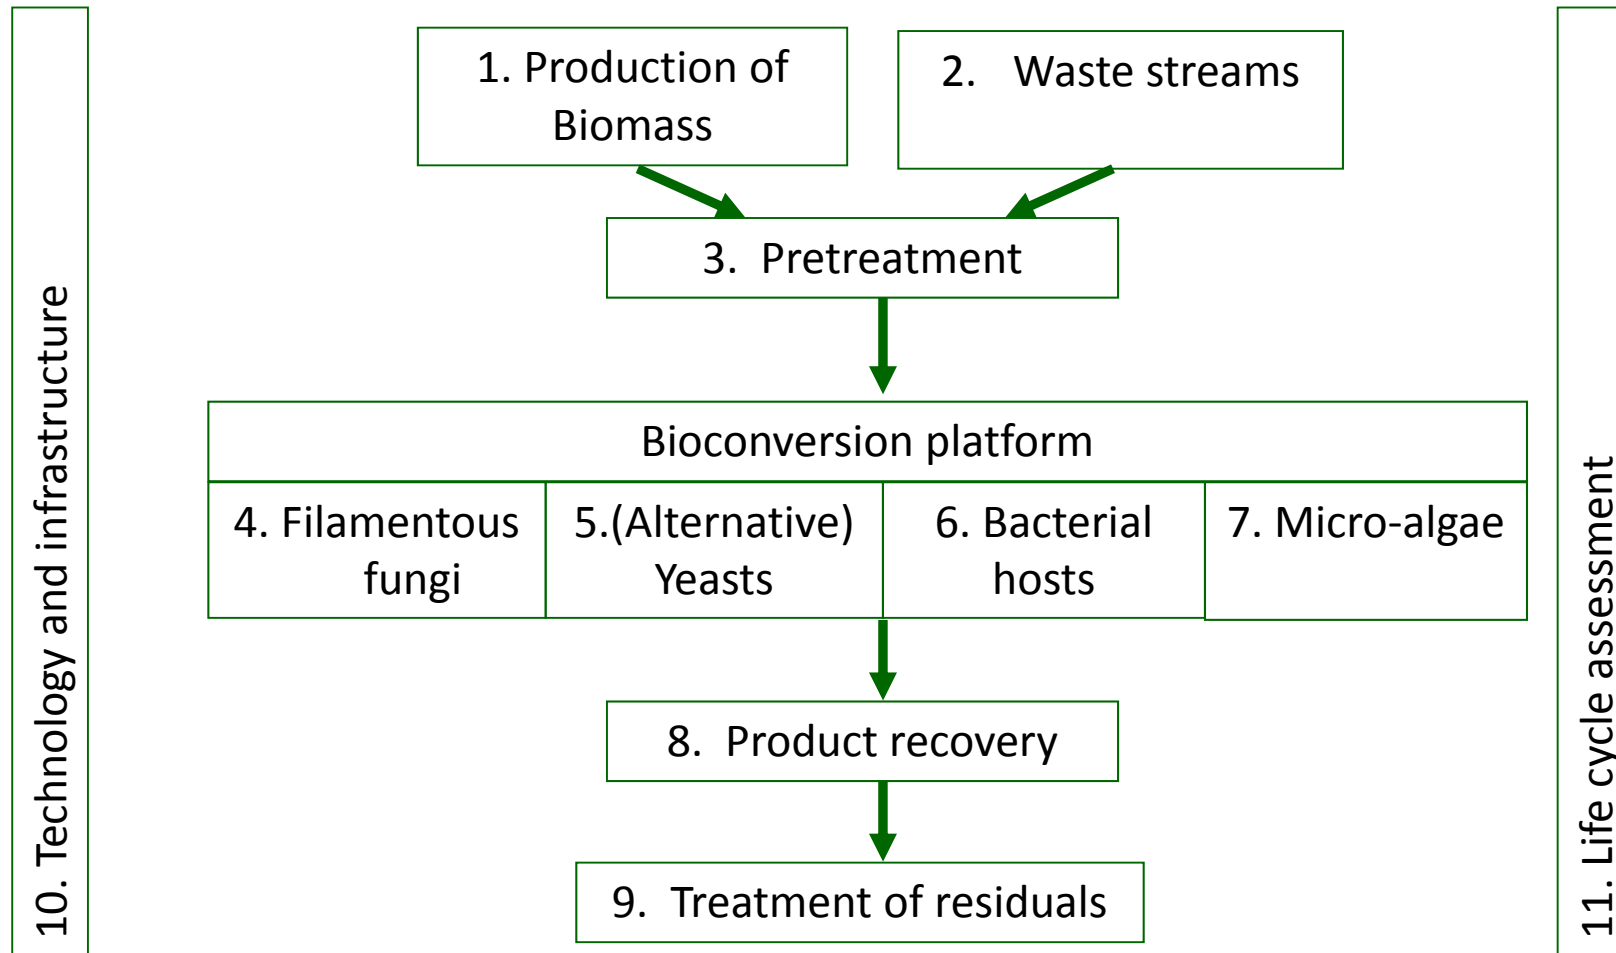 1. Production of
Biomass
2. Waste streams
3. Pretreatment
Bioconversion platform
4. Filamentous
fungi
5.(Alternative)
Yeasts
6. Bacterial
hosts
7. Micro-algae
8. Product recovery
9. Treatment of residuals
10. Technology and infrastructure
11. Life cycle assessment